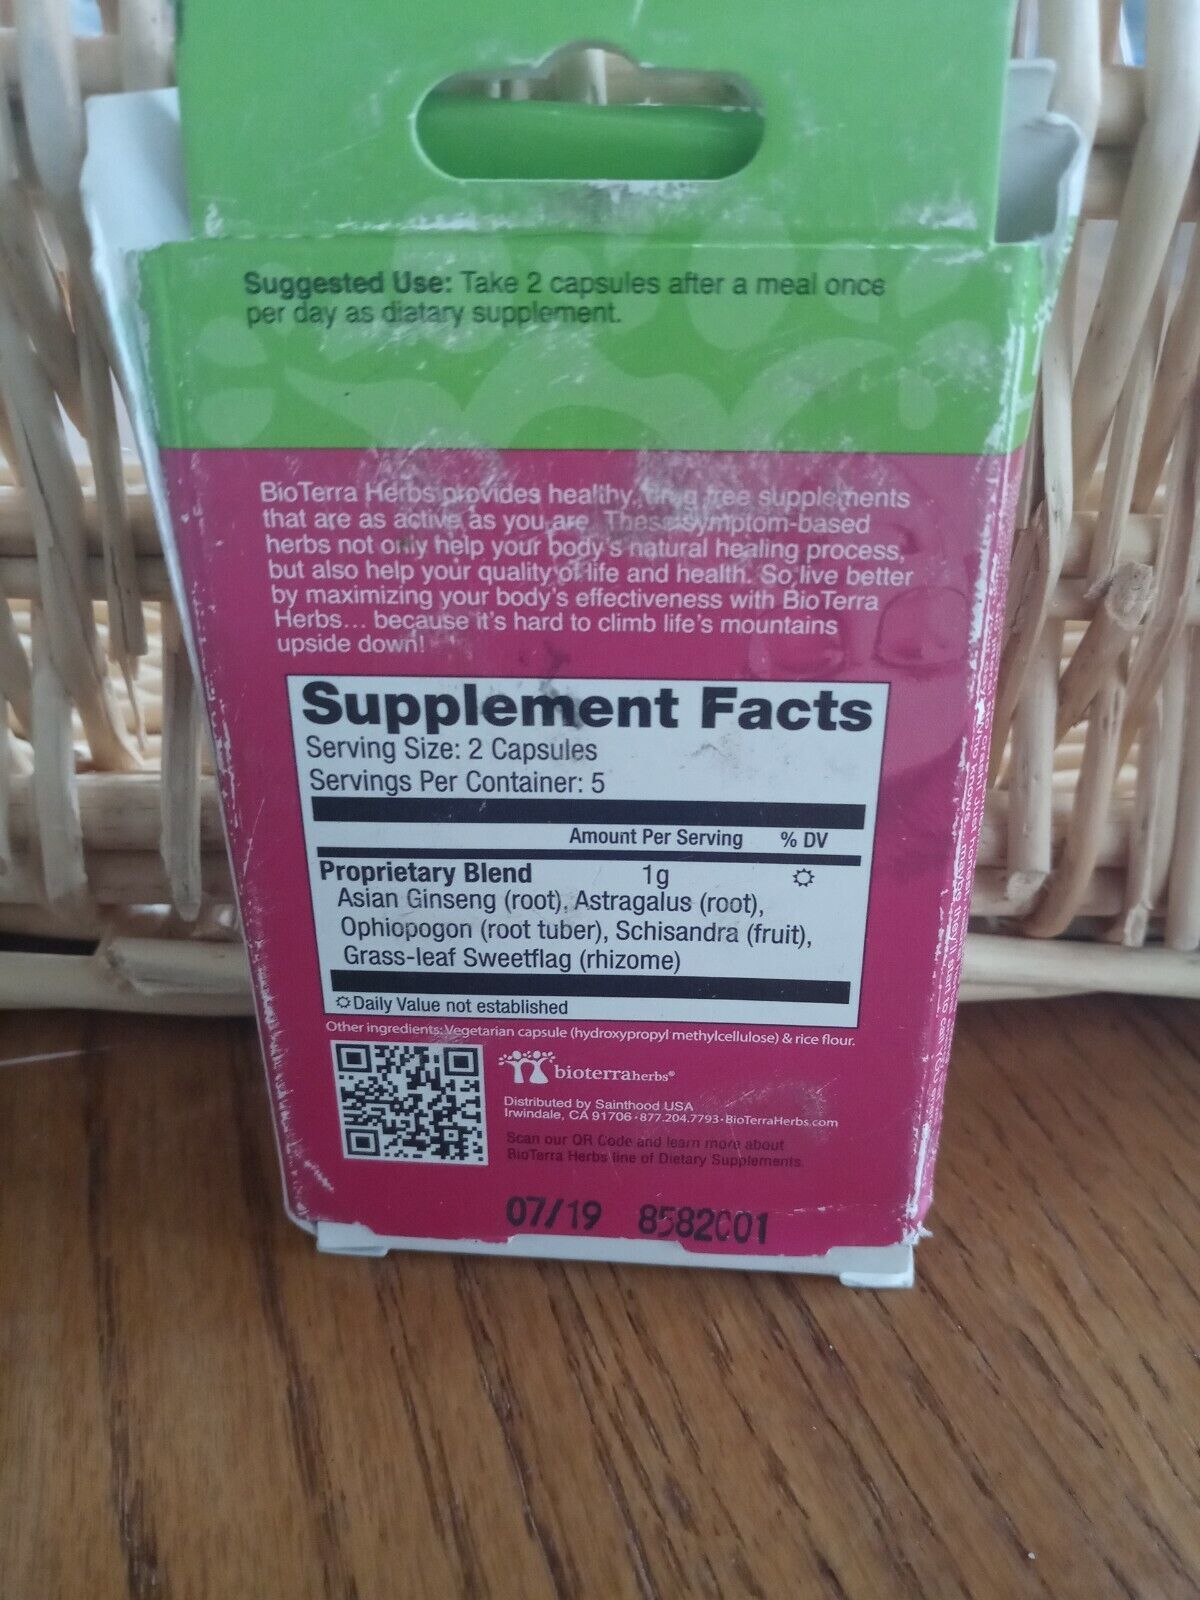 Suggested Use: Take 2 capsules after a meal once
per day as diatary supplement.
BioTerra Herbs provides healthy, drug free supplements
that are as active as you are. These symptom-based
herbs not only help your body's natural healing process,
but also help your quality of life and health. So live better
by maximizing your body's effectiveness with BioTerra
Herbs... because it's hard to climb life's mountains
upside down!
Supplement Facts
Serving Size: 2 Capsules
Servings Per Container: 5
Amount Per Serving % DV
Proprietary Blend 1g ☼
Asian Ginseng (root), Astragalus (root),
Ophiopogon (root tuber), Schisandra (fruit),
Grass-leaf Sweetflag (rhizome)
☼Daily Value not established
Other ingredients: Vegetarian capsule (hydroxypropyl methylcellulose) & rice flour.
bioterraherbs®
Distributed by Sainthood USA
Irwindale, CA 91706 • 877.204.7793 • BioTerraHerbs.com
Scan our QR Code and learn more about
BioTerra Herbs line of Dietary Supplements.
07/19 8582C01